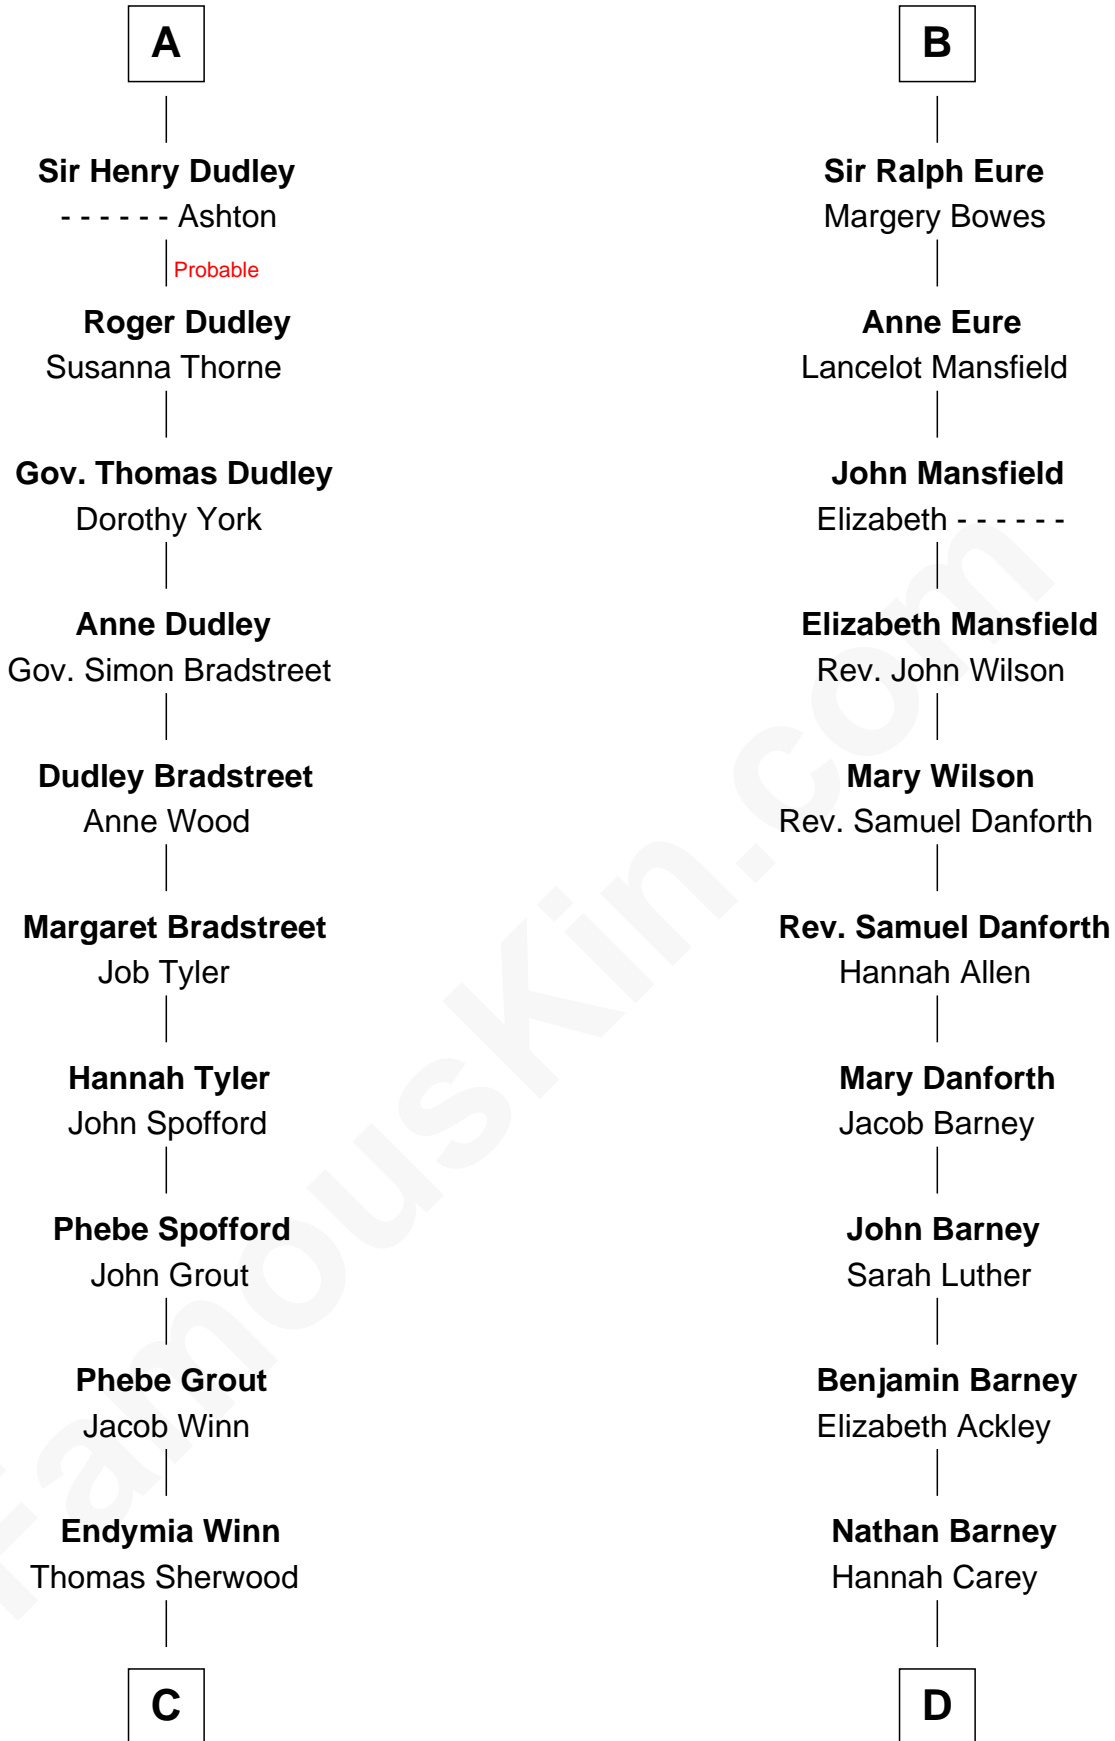 A
Sir Henry Dudley
- - - - - - Ashton
Probable
Roger Dudley
Susanna Thorne
Gov. Thomas Dudley
Dorothy York
Anne Dudley
Gov. Simon Bradstreet
Dudley Bradstreet
Anne Wood
Margaret Bradstreet
Job Tyler
Hannah Tyler
John Spofford
Phebe Spofford
John Grout
Phebe Grout
Jacob Winn
Endymia Winn
Thomas Sherwood
C
B
Sir Ralph Eure
Margery Bowes
Anne Eure
Lancelot Mansfield
John Mansfield
Elizabeth - - - - - -
Elizabeth Mansfield
Rev. John Wilson
Mary Wilson
Rev. Samuel Danforth
Rev. Samuel Danforth
Hannah Allen
Mary Danforth
Jacob Barney
John Barney
Sarah Luther
Benjamin Barney
Elizabeth Ackley
Nathan Barney
Hannah Carey
D
FamousKin.com